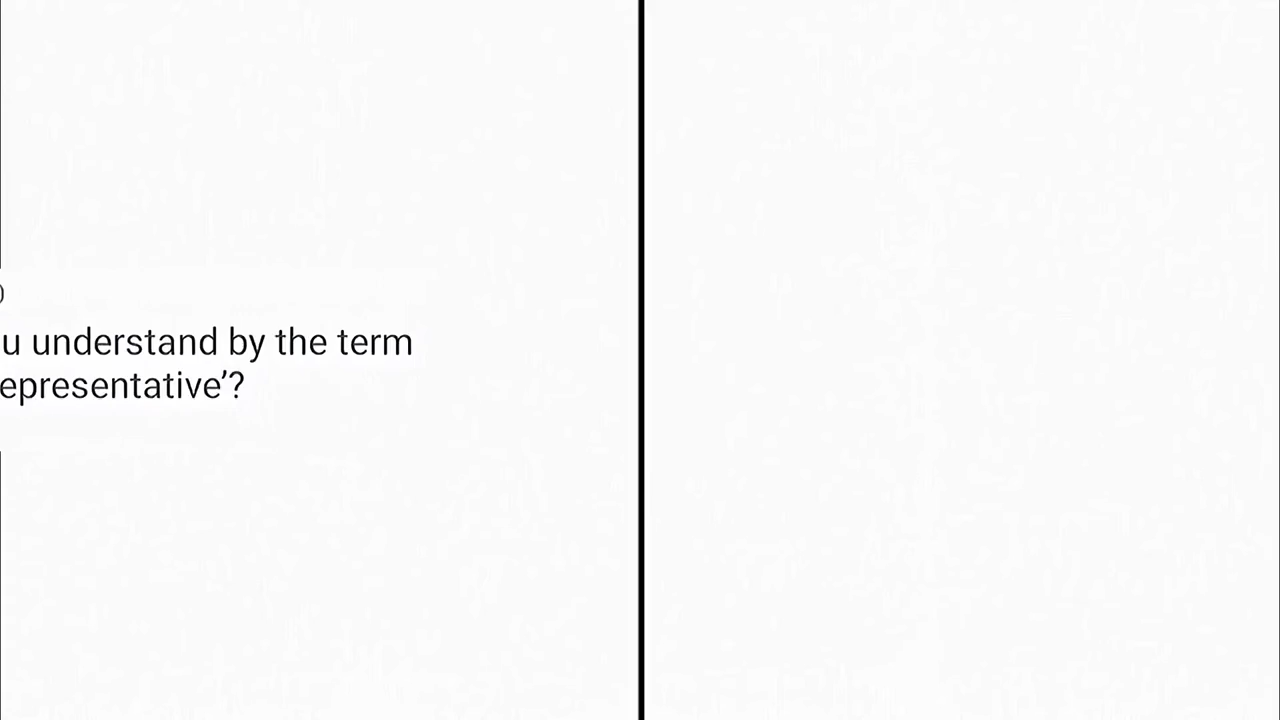 )
u understand by the term
epresentative’?